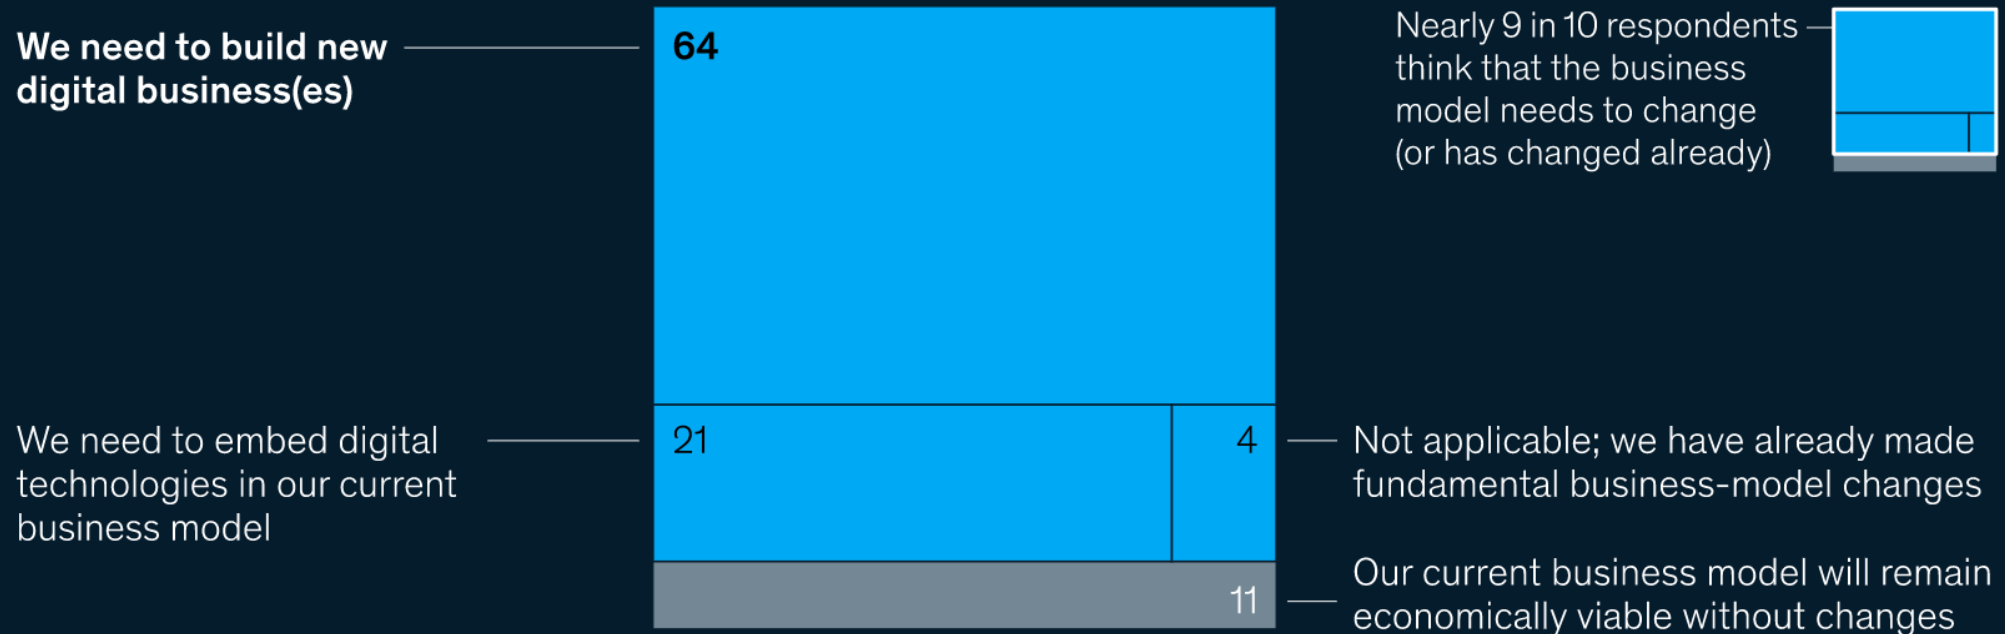 We need to build new
digital business(es)
64
Nearly 9 in 10 respondents
think that the business
model needs to change
(or has changed already)
We need to embed digital
technologies in our current
business model
21
4
Not applicable; we have already made
fundamental business-model changes
11
Our current business model will remain
economically viable without changes